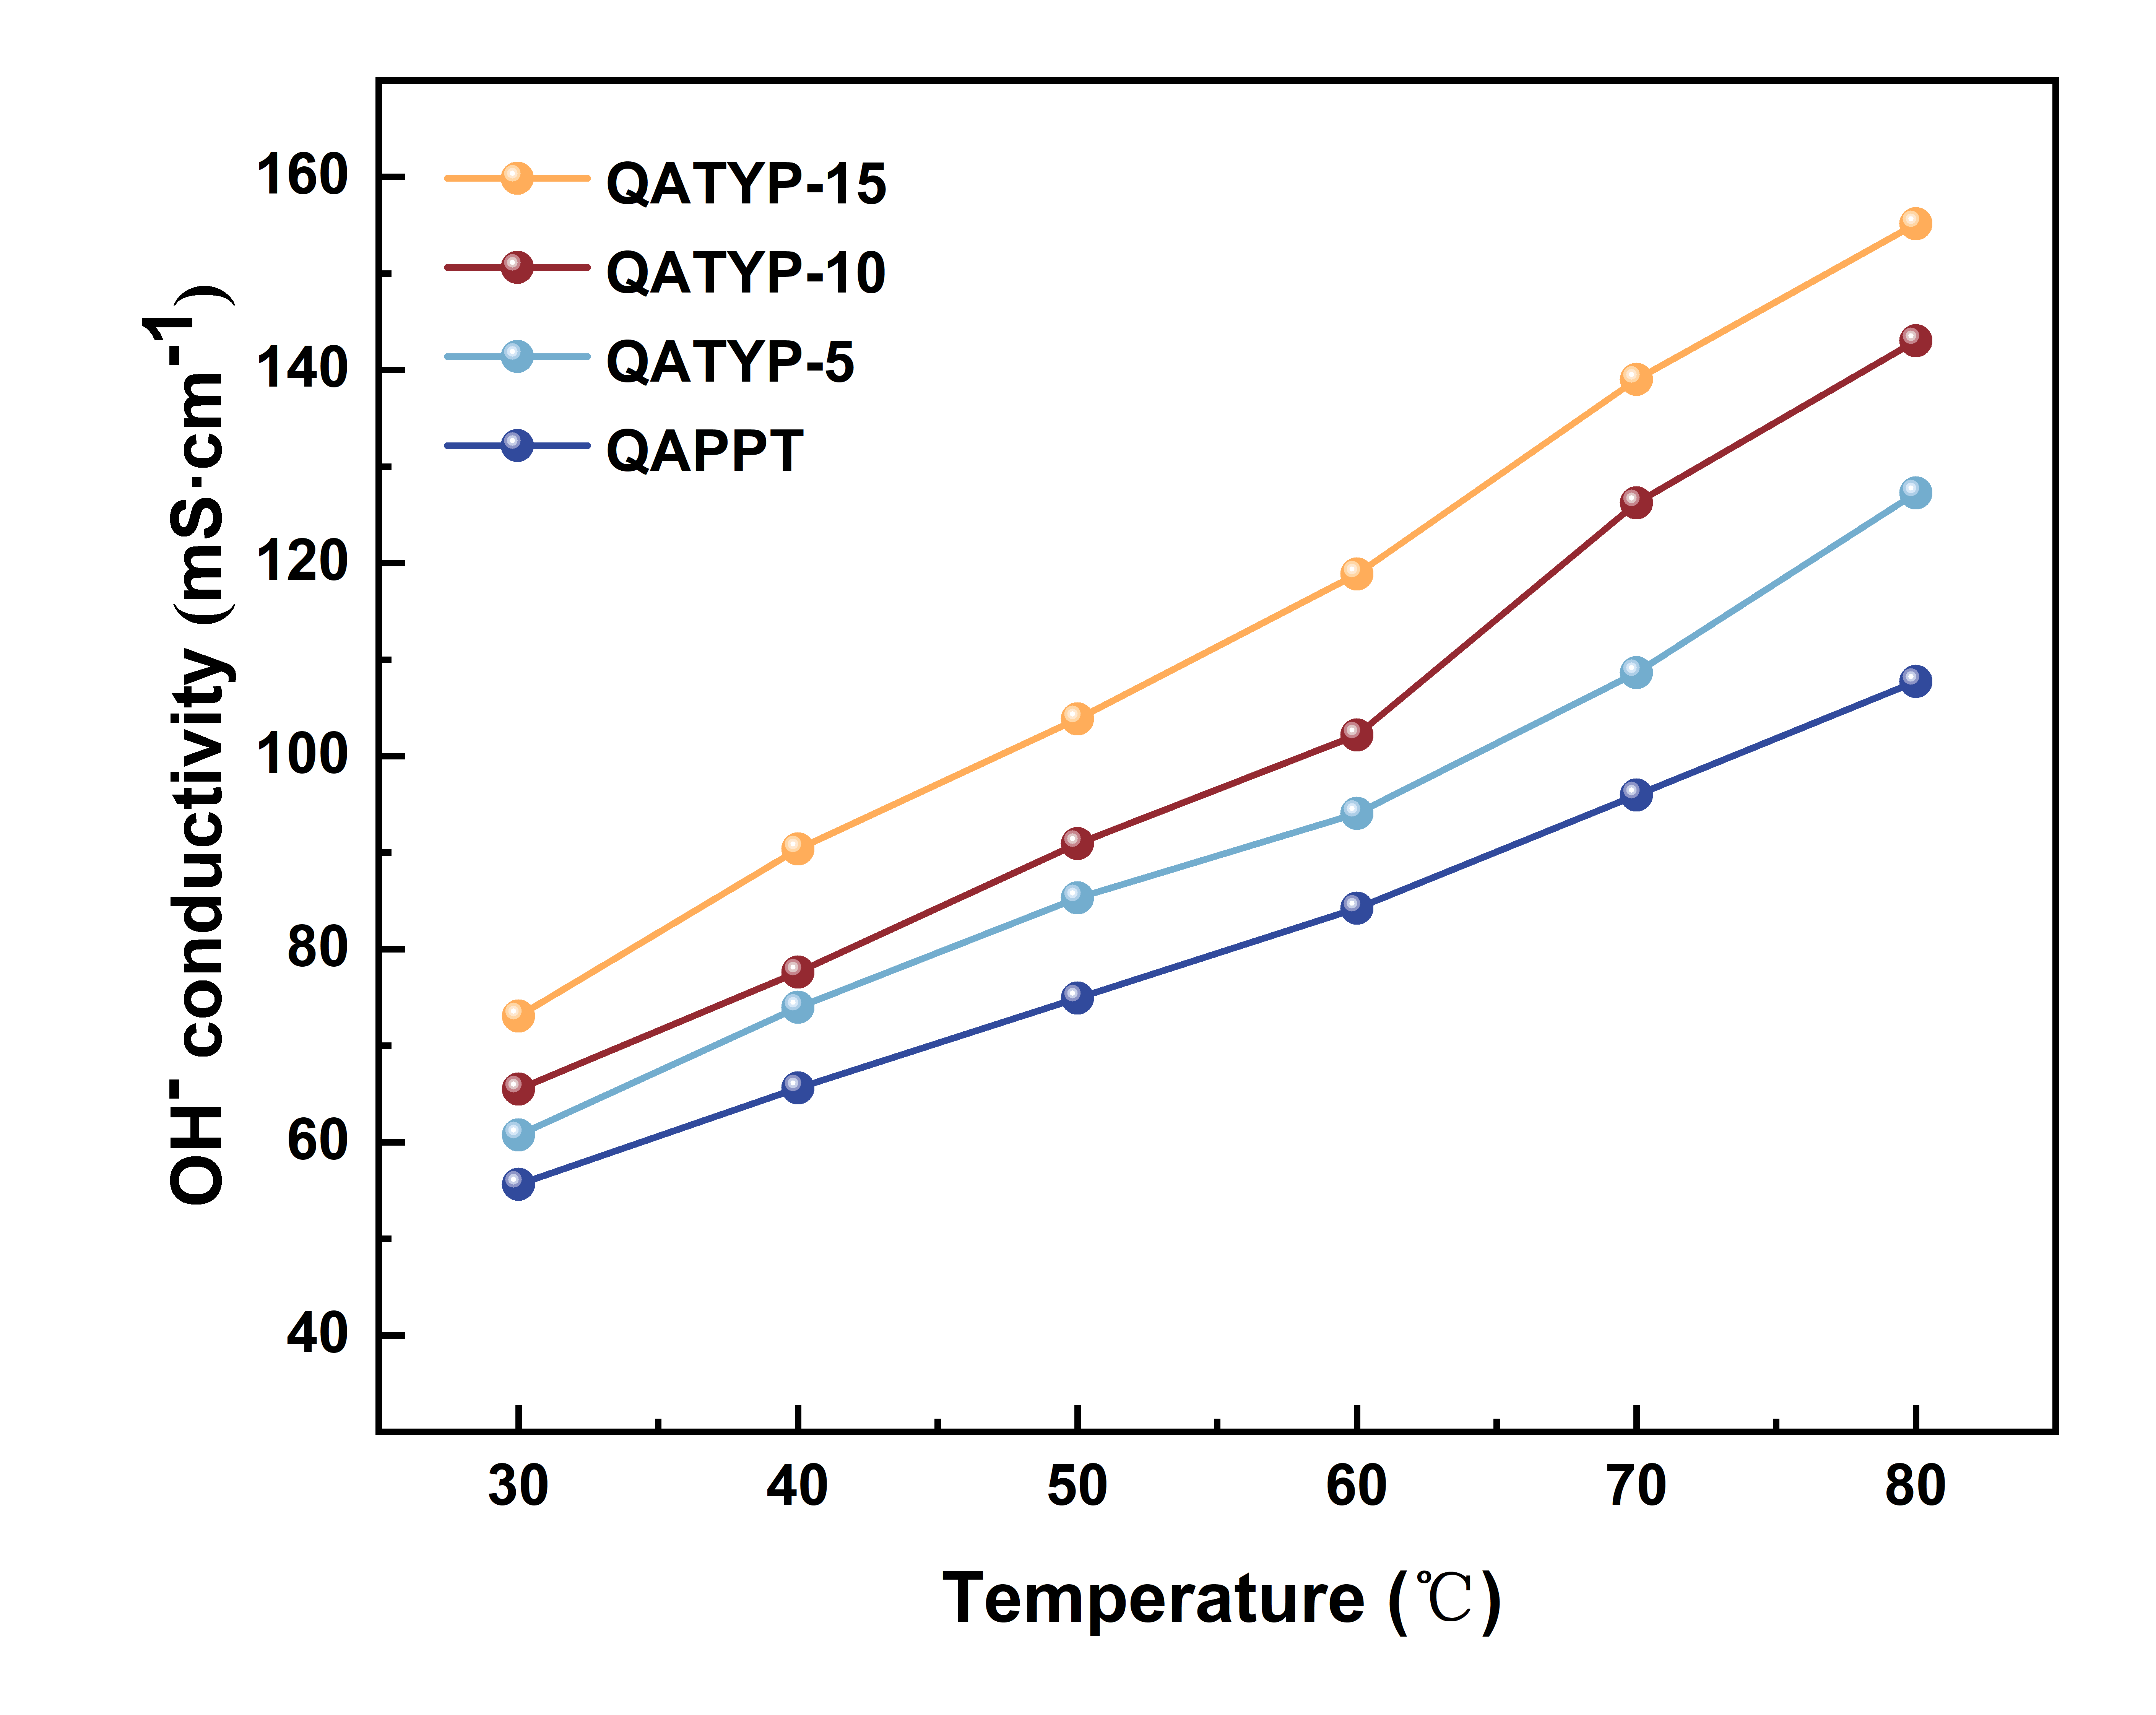 OH⁻ conductivity (mS·cm⁻¹)
160
140
120
100
80
60
40
QATYP-15
QATYP-10
QATYP-5
QAPPT
30 40 50 60 70 80
Temperature (℃)